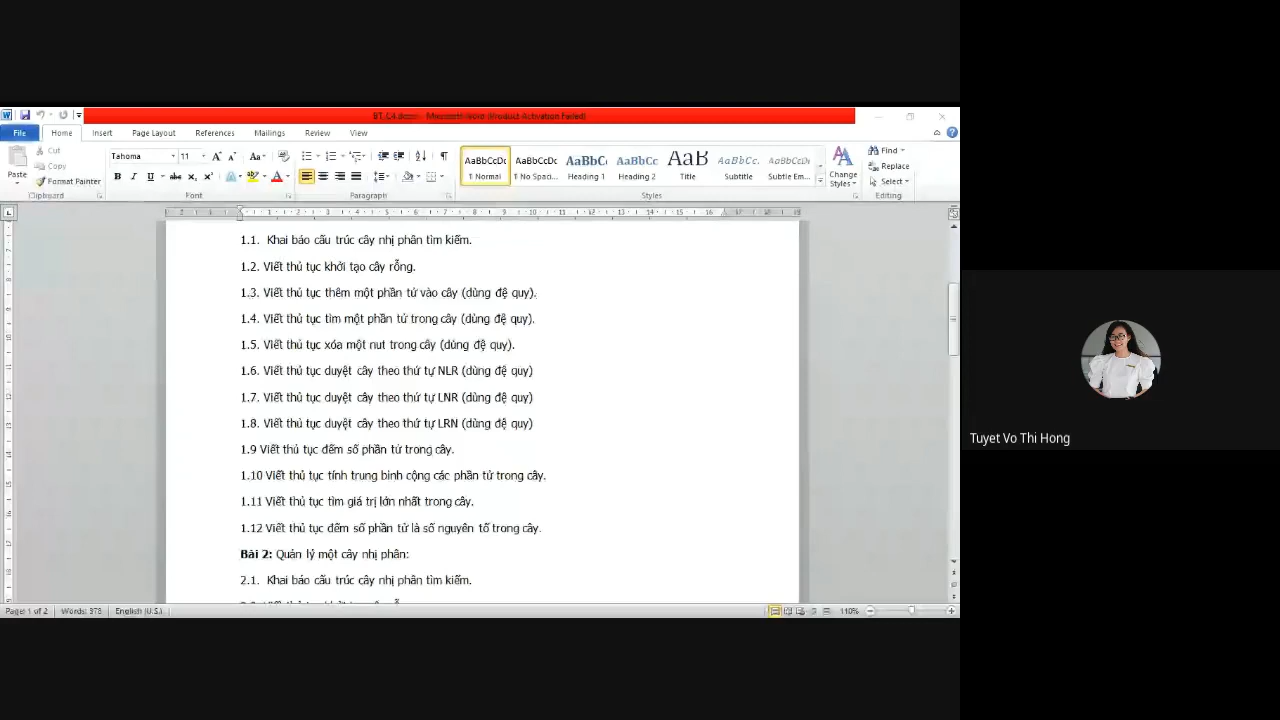 BT_C4.docx - Microsoft Word (Product Activation Failed)
File Home Insert Page Layout References Mailings Review View
Cut
Copy
Paste
Format Painter
Clipboard
Tahoma 11
Font
Paragraph
AaBbCcDc AaBbCcDc AaBbC AaBbCc AaB AaBbCc. AaBbCcDc
1 Normal 1 No Spaci... Heading 1 Heading 2 Title Subtitle Subtle Em...
Styles
Change Styles
Find
Replace
Select
Editing
1.1. Khai báo cấu trúc cây nhị phân tìm kiếm.
1.2. Viết thủ tục khởi tạo cây rỗng.
1.3. Viết thủ tục thêm một phần tử vào cây (dùng đệ quy).
1.4. Viết thủ tục tìm một phần tử trong cây (dùng đệ quy).
1.5. Viết thủ tục xóa một nut trong cây (dùng đệ quy).
1.6. Viết thủ tục duyệt cây theo thứ tự NLR (dùng đệ quy)
1.7. Viết thủ tục duyệt cây theo thứ tự LNR (dùng đệ quy)
1.8. Viết thủ tục duyệt cây theo thứ tự LRN (dùng đệ quy)
1.9 Viết thủ tục đếm số phần tử trong cây.
1.10 Viết thủ tục tính trung bình cộng các phần tử trong cây.
1.11 Viết thủ tục tìm giá trị lớn nhất trong cây.
1.12 Viết thủ tục đếm số phần tử là số nguyên tố trong cây.
Bài 2: Quản lý một cây nhị phân:
2.1. Khai báo cấu trúc cây nhị phân tìm kiếm.
Page: 1 of 2 Words: 373 English (U.S.) 110%
Tuyet Vo Thi Hong